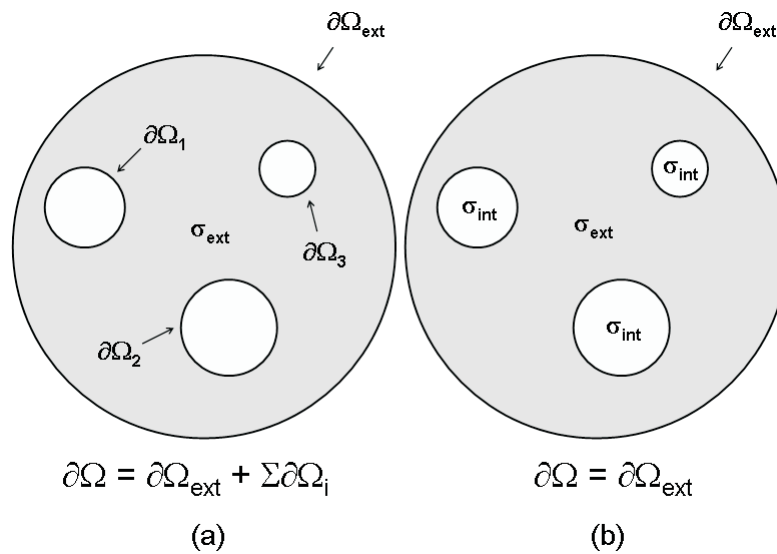 ∂Ω_ext
∂Ω_1
σ_ext
∂Ω_3
∂Ω_2
∂Ω = ∂Ω_ext + Σ∂Ω_i
(a)
∂Ω_ext
σ_int
σ_int
σ_ext
σ_int
∂Ω = ∂Ω_ext
(b)